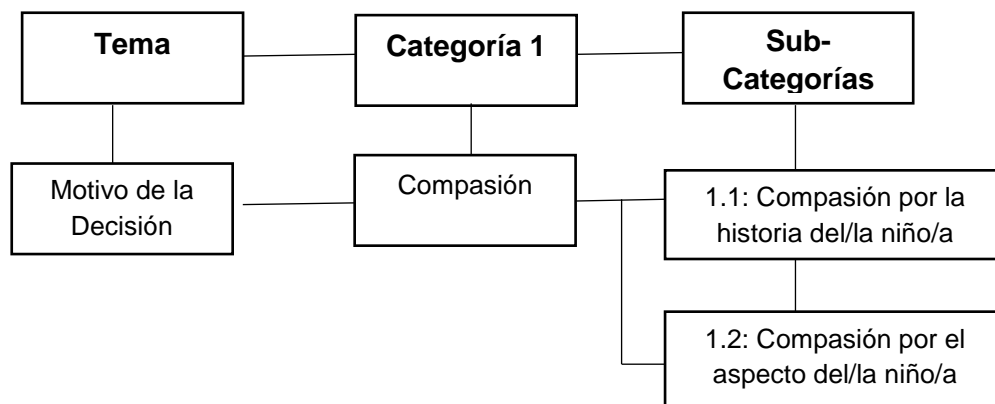 Tema
Categoría 1
Sub-
Categorías
Motivo de la
Decisión
Compasión
1.1: Compasión por la
historia del/la niño/a
1.2: Compasión por el
aspecto del/la niño/a